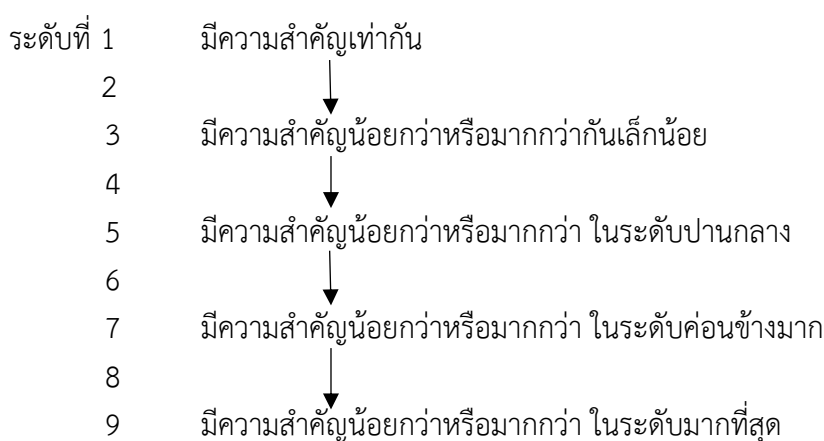 ระดับที่ 1 มีความสำคัญเท่ากัน
2
3 มีความสำคัญน้อยกว่าหรือมากกว่ากันเล็กน้อย
4
5 มีความสำคัญน้อยกว่าหรือมากกว่า ในระดับปานกลาง
6
7 มีความสำคัญน้อยกว่าหรือมากกว่า ในระดับค่อนข้างมาก
8
9 มีความสำคัญน้อยกว่าหรือมากกว่า ในระดับมากที่สุด